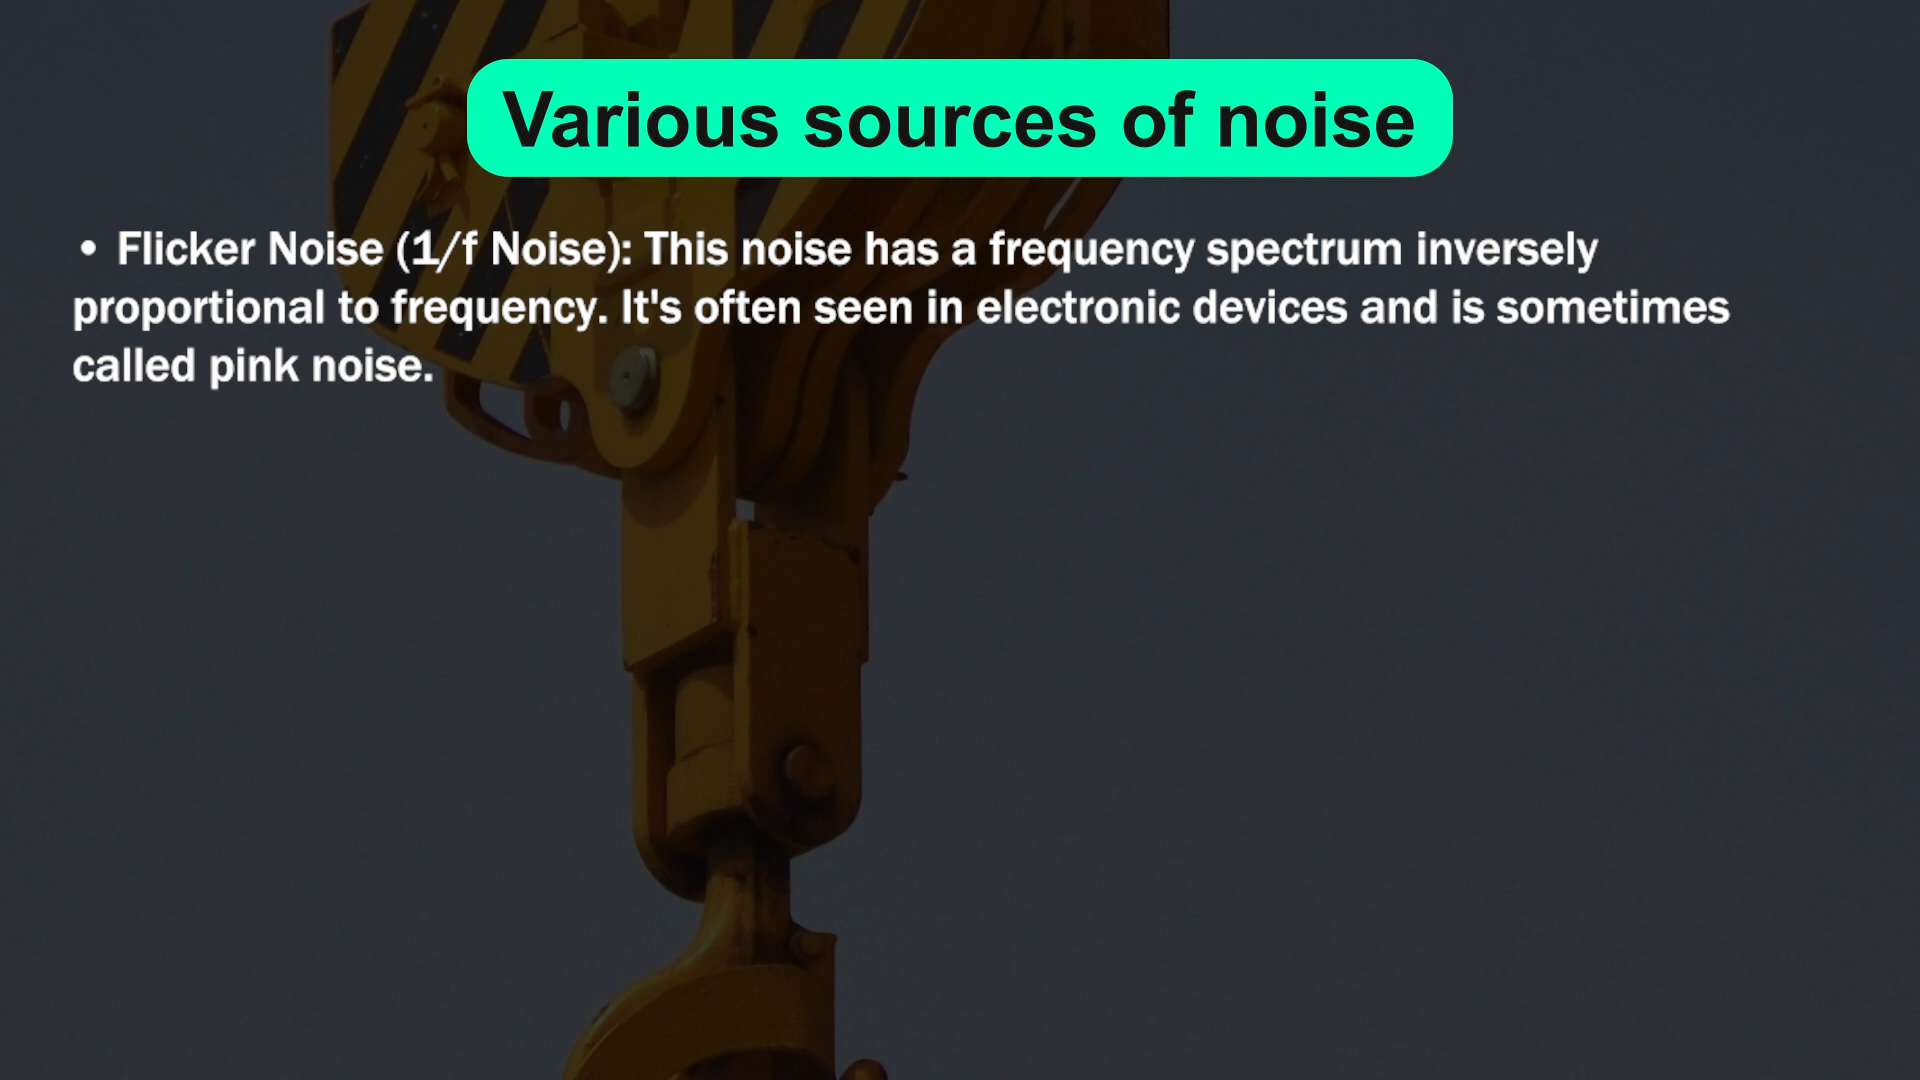 Various sources of noise
• Flicker Noise (1/f Noise): This noise has a frequency spectrum inversely
proportional to frequency. It's often seen in electronic devices and is sometimes
called pink noise.